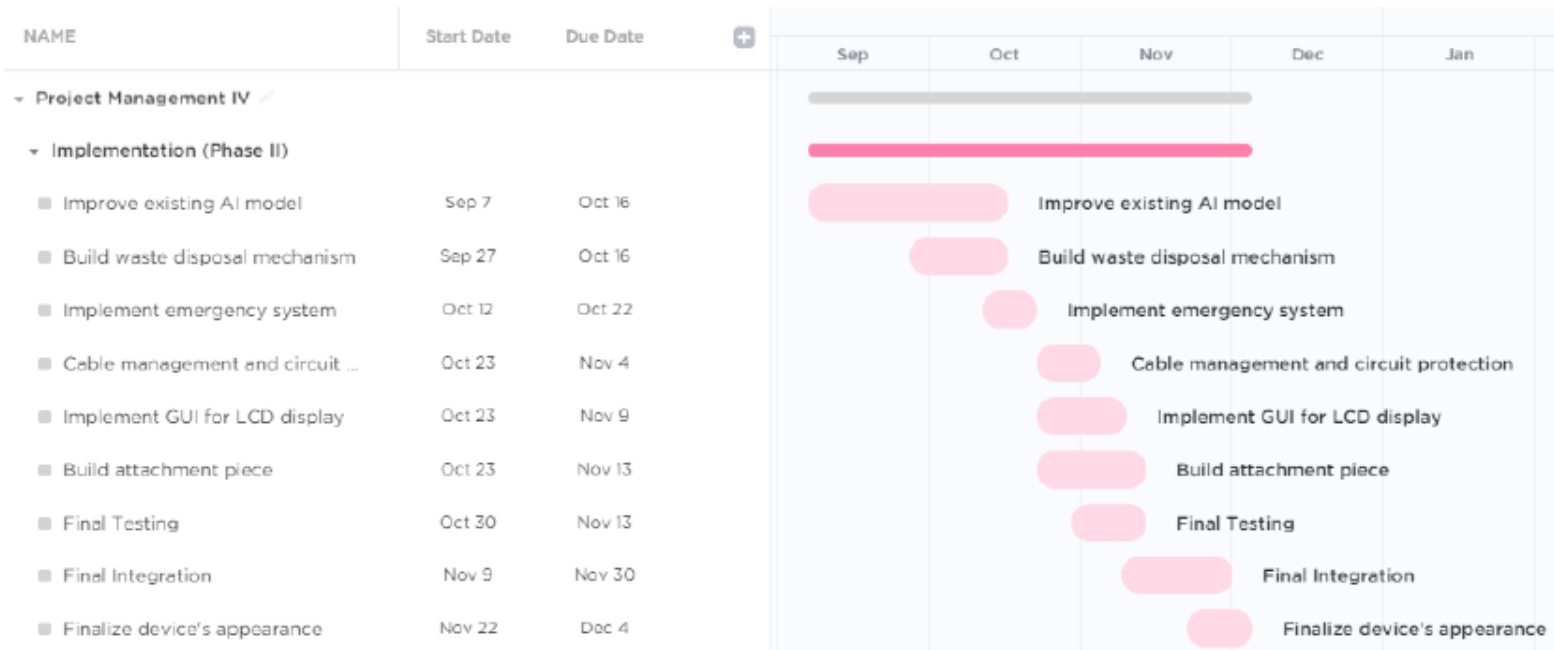 NAME Start Date Due Date
Sep Oct Nov Dec Jan
Project Management IV
Implementation (Phase II)
Improve existing AI model Sep 7 Oct 16 Improve existing AI model
Build waste disposal mechanism Sep 27 Oct 16 Build waste disposal mechanism
Implement emergency system Oct 12 Oct 22 Implement emergency system
Cable management and circuit ... Oct 23 Nov 4 Cable management and circuit protection
Implement GUI for LCD display Oct 23 Nov 9 Implement GUI for LCD display
Build attachment piece Oct 23 Nov 13 Build attachment piece
Final Testing Oct 30 Nov 13 Final Testing
Final Integration Nov 9 Nov 30 Final Integration
Finalize device's appearance Nov 22 Dec 4 Finalize device's appearance